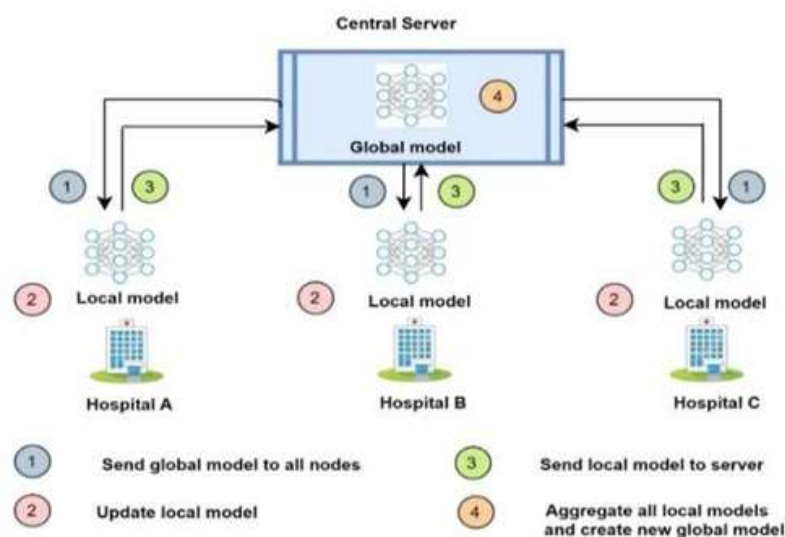 Central Server
4
Global model
1
3
1
3
3
1
2
Local model
2
Local model
2
Local model
Hospital A
Hospital B
Hospital C
1 Send global model to all nodes
3 Send local model to server
2 Update local model
4 Aggregate all local models
and create new global model